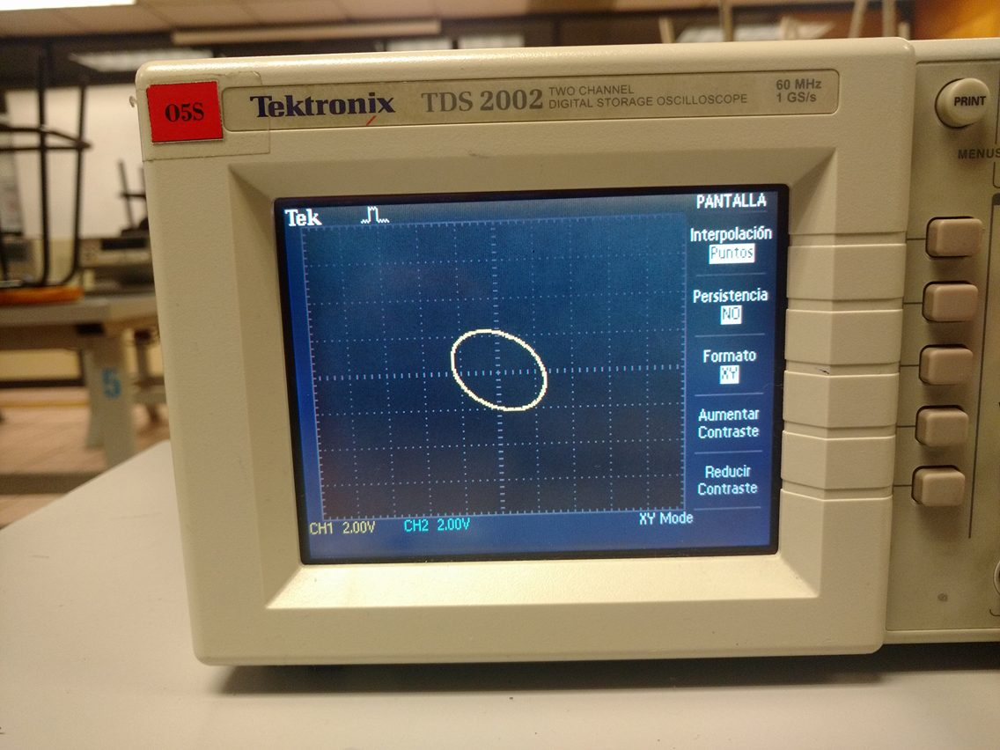 05S
Tektronix TDS 2002 TWO CHANNEL DIGITAL STORAGE OSCILLOSCOPE
60 MHz
1 GS/s
PRINT
MENUS
Tek
PANTALLA
Interpolación
Puntos
Persistencia
NO
Formato
XY
Aumentar
Contraste
Reducir
Contraste
CH1 2.00V CH2 2.00V XY Mode
5